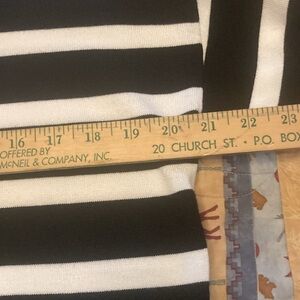 16 17 18 19 20 21 22 23
OFFERED BY
McNEIL & COMPANY, INC. 20 CHURCH ST. • P.O. BOX